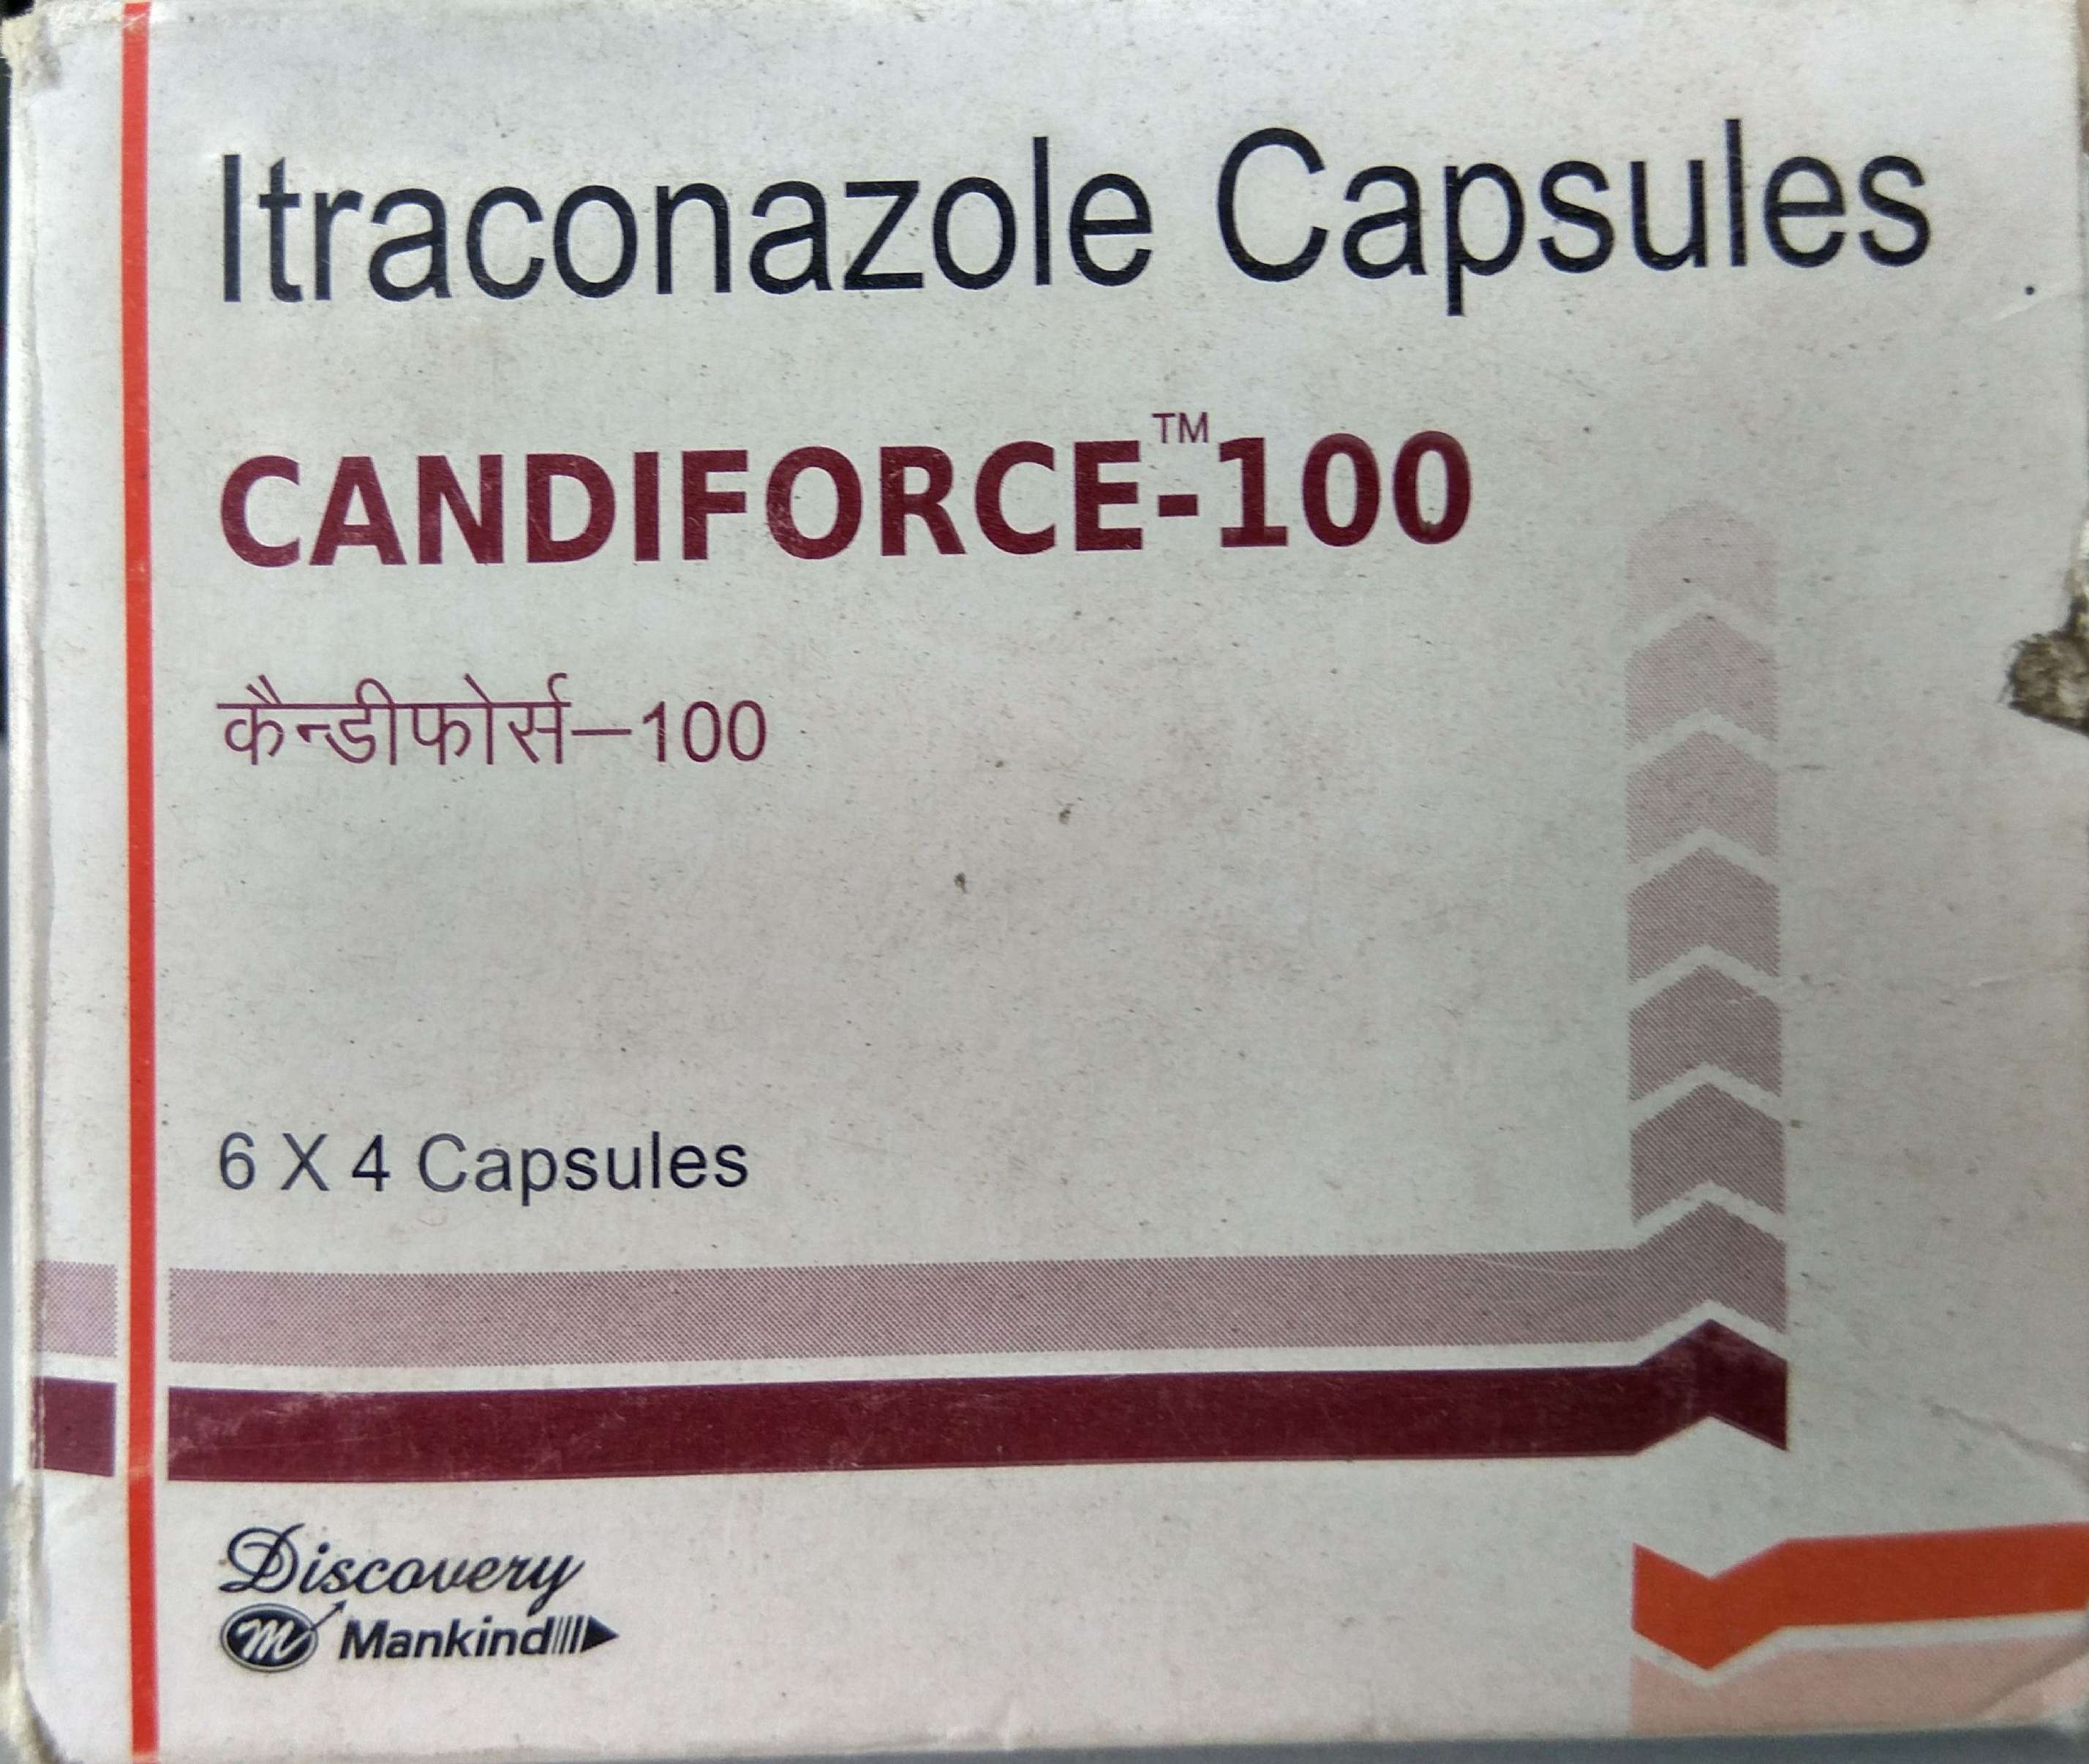 Itraconazole Capsules
CANDIFORCE™-100
कैन्डीफोर्स–100
6 X 4 Capsules
Discovery
m Mankind